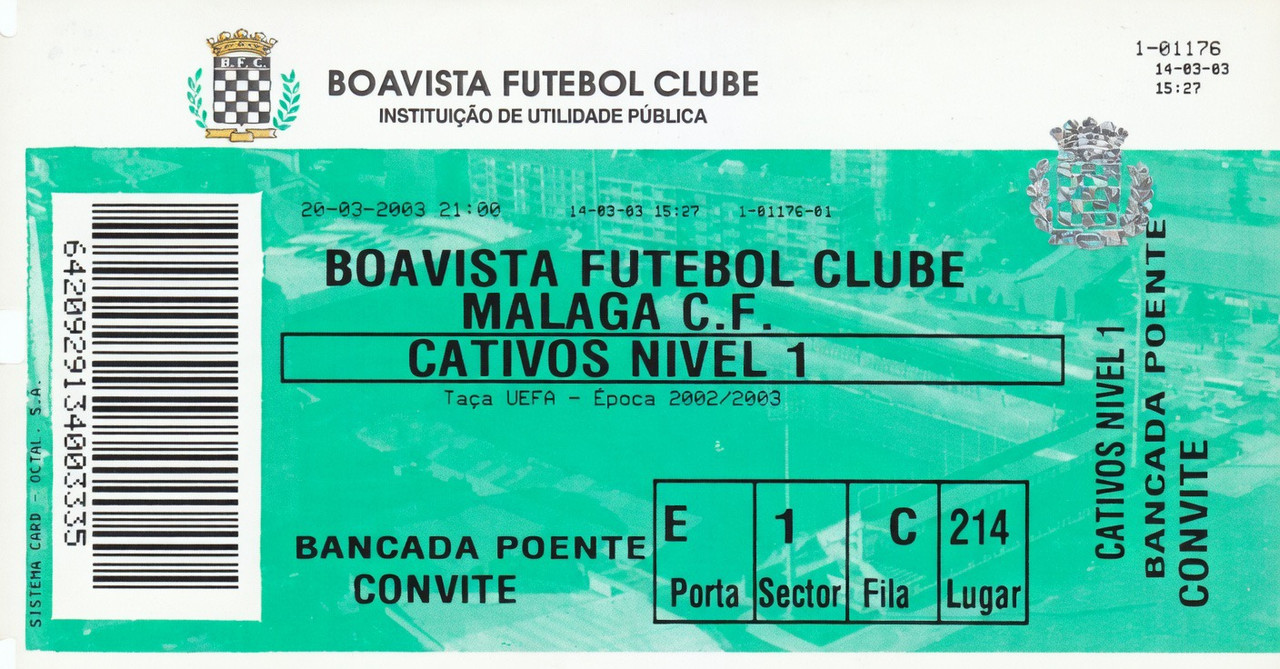 B. F. C.
BOAVISTA FUTEBOL CLUBE
INSTITUIÇÃO DE UTILIDADE PÚBLICA
1-01176
14-03-03
15:27
20-03-2003 21:00 14-03-03 15:27 1-01176-01
BOAVISTA FUTEBOL CLUBE
MALAGA C.F.
CATIVOS NIVEL 1
Taça UEFA - Época 2002/2003
BANCADA POENTE
CONVITE
E 1 C 214
Porta Sector Fila Lugar
6420929134003335
SISTEMA CARD - OCTAL. S.A.
CATIVOS NIVEL 1
BANCADA POENTE
CONVITE